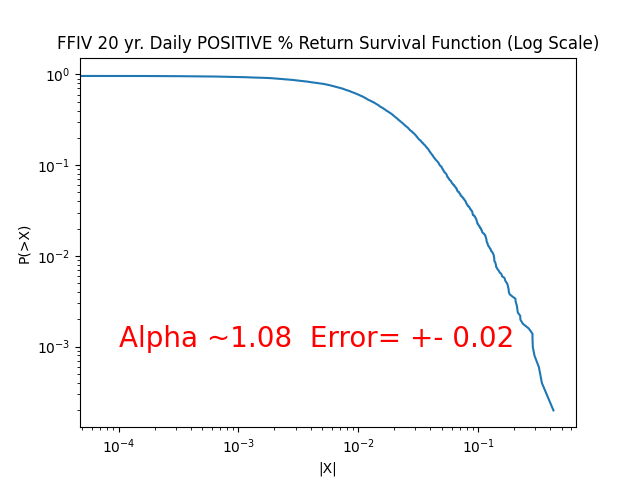 FFIV 20 yr. Daily POSITIVE % Return Survival Function (Log Scale)
10⁰
10⁻¹
10⁻²
10⁻³
P(>X)
Alpha ~1.08  Error= +- 0.02
10⁻⁴ 10⁻³ 10⁻² 10⁻¹
|X|